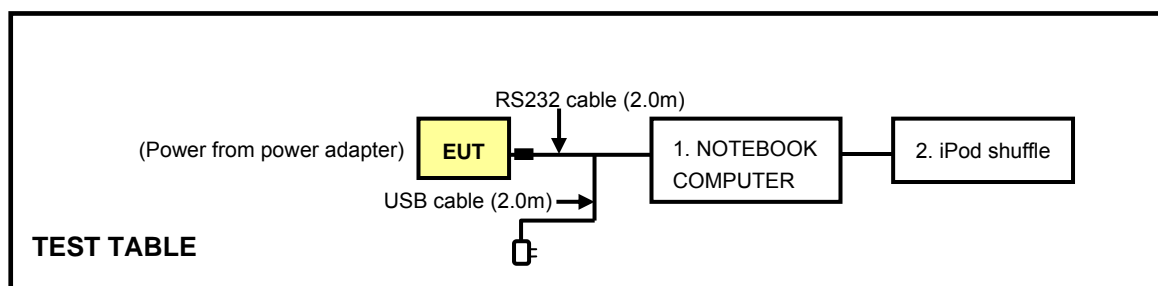 RS232 cable (2.0m)
(Power from power adapter)
EUT
1. NOTEBOOK
COMPUTER
2. iPod shuffle
USB cable (2.0m)
TEST TABLE